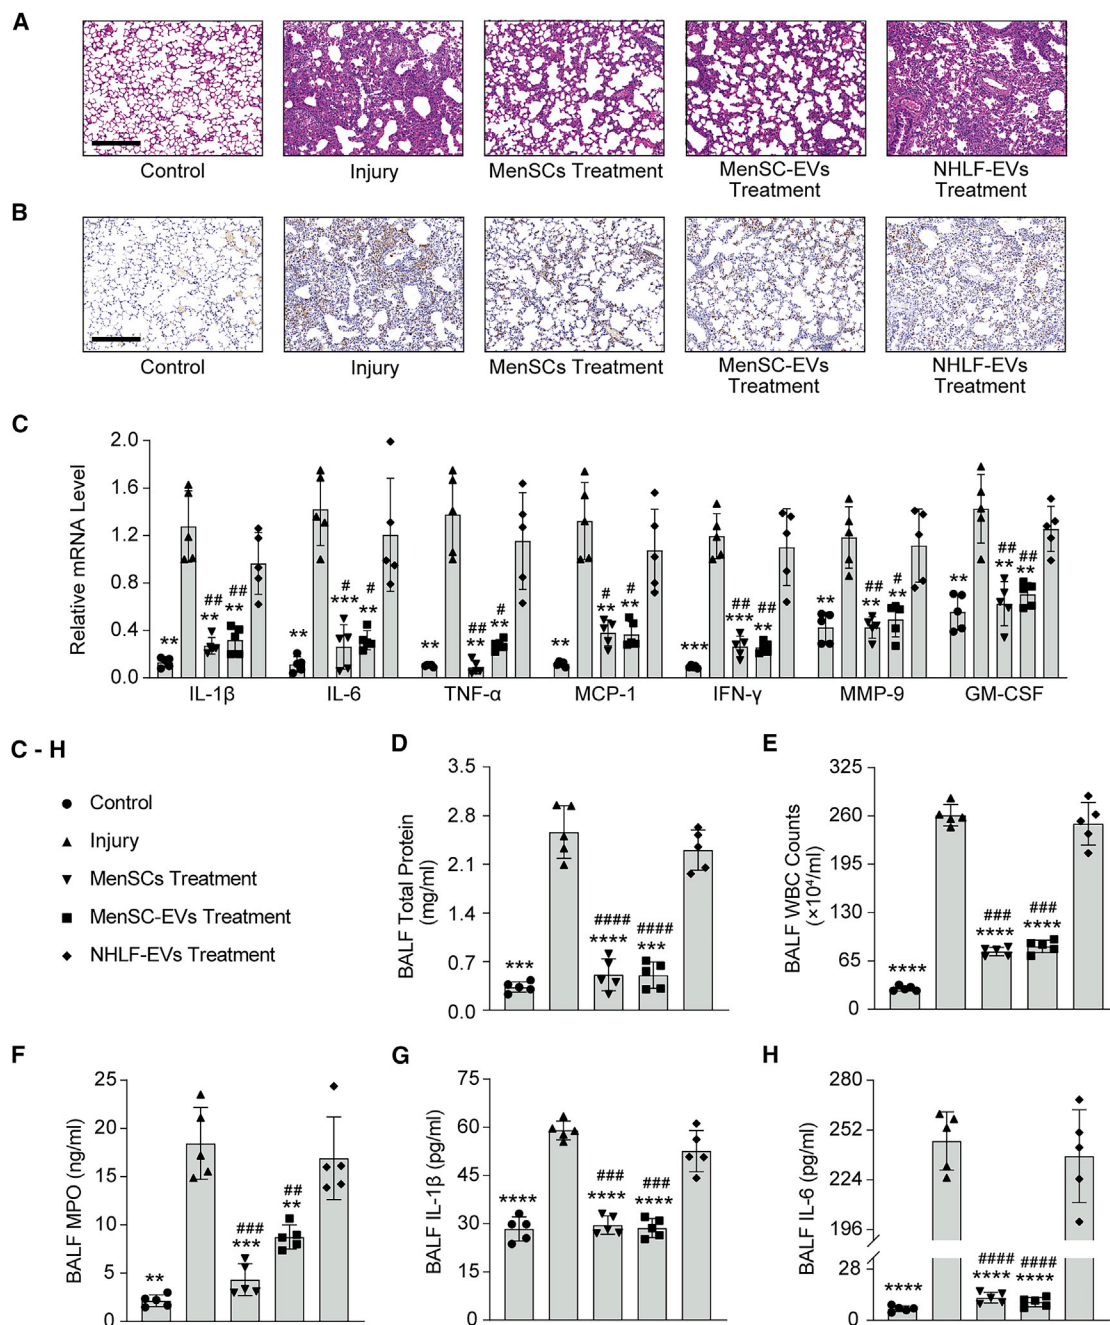 A
Control
Injury
MenSCs Treatment
MenSC-EVs
Treatment
NHLF-EVs
Treatment
B
Control
Injury
MenSCs Treatment
MenSC-EVs
Treatment
NHLF-EVs
Treatment
C
Relative mRNA Level
2.0
1.6
1.2
0.8
0.4
0.0
** ## ** ## **
** # *** # **
** ## ** # **
** # ** # **
*** ## *** ## **
** ## ** # **
** ## ** ## **
IL-1β IL-6 TNF-α MCP-1 IFN-γ MMP-9 GM-CSF
C - H
Control
Injury
MenSCs Treatment
MenSC-EVs Treatment
NHLF-EVs Treatment
D
BALF Total Protein
(mg/ml)
3.5
2.8
2.1
1.4
0.7
0.0
#### ####
*** **** ***
E
BALF WBC Counts
(×10⁴/ml)
325
260
195
130
65
0
### ###
**** **** ****
F
BALF MPO (ng/ml)
25
20
15
10
5
0
### ##
** *** **
G
BALF IL-1β (pg/ml)
75
60
45
30
15
0
### ###
**** **** ****
H
BALF IL-6 (pg/ml)
280
252
224
196
28
0
#### ####
**** **** ****